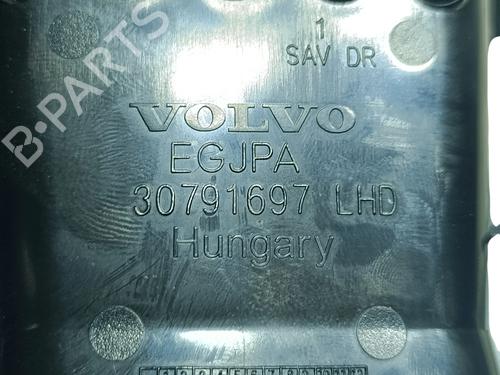 1
SAV DR
VOLVO
EGJPA
30791697 LHD
Hungary
B-PARTS